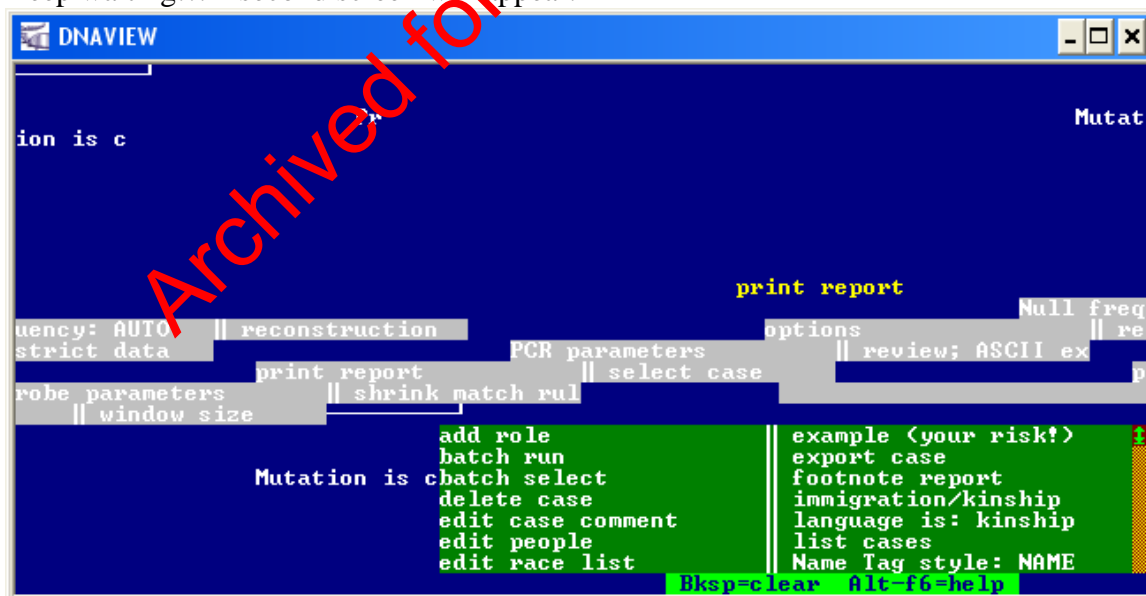 DNAVIEW
Pr Mutat
ion is c
print report
Null freq
uency: AUTO || reconstruction options || re
strict data PCR parameters || review; ASCII ex
print report || select case p
robe parameters || shrink match rul
|| window size
add role || example (your risk!)
batch run || export case
Mutation is cbatch select || footnote report
delete case || immigration/kinship
edit case comment || language is: kinship
edit people || list cases
edit race list || Name Tag style: NAME
Bksp=clear Alt-f6=help
Archived for